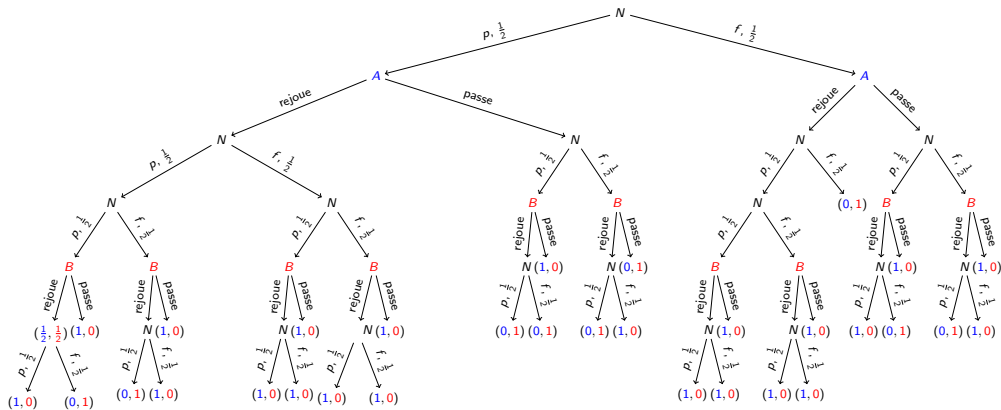 N
p, 1/2 f, 1/2
A A
rejoue passe rejoue passe
N N N N
p, 1/2 f, 1/2 p, 1/2 f, 1/2 p, 1/2 f, 1/2 p, 1/2 f, 1/2
N N B B N (0, 1) B B
p, 1/2 f, 1/2 p, 1/2 f, 1/2 rejoue passe rejoue passe p, 1/2 f, 1/2 rejoue passe rejoue passe
B B B B N (1, 0) N (0, 1) B B N (1, 0) N (1, 0)
rejoue passe rejoue passe rejoue passe rejoue passe p, 1/2 f, 1/2 p, 1/2 f, 1/2 rejoue passe rejoue passe p, 1/2 f, 1/2 p, 1/2 f, 1/2
(1/2, 1/2) (1, 0) N (1, 0) N (1, 0) N (1, 0) (0, 1) (0, 1) (0, 1) (1, 0) N (1, 0) N (1, 0) (1, 0) (0, 1) (0, 1) (1, 0)
p, 1/2 f, 1/2 p, 1/2 f, 1/2 p, 1/2 f, 1/2 p, 1/2 f, 1/2 p, 1/2 f, 1/2 p, 1/2 f, 1/2
(1, 0) (0, 1) (0, 1) (1, 0) (1, 0) (1, 0) (1, 0) (1, 0) (1, 0) (1, 0) (1, 0) (1, 0)